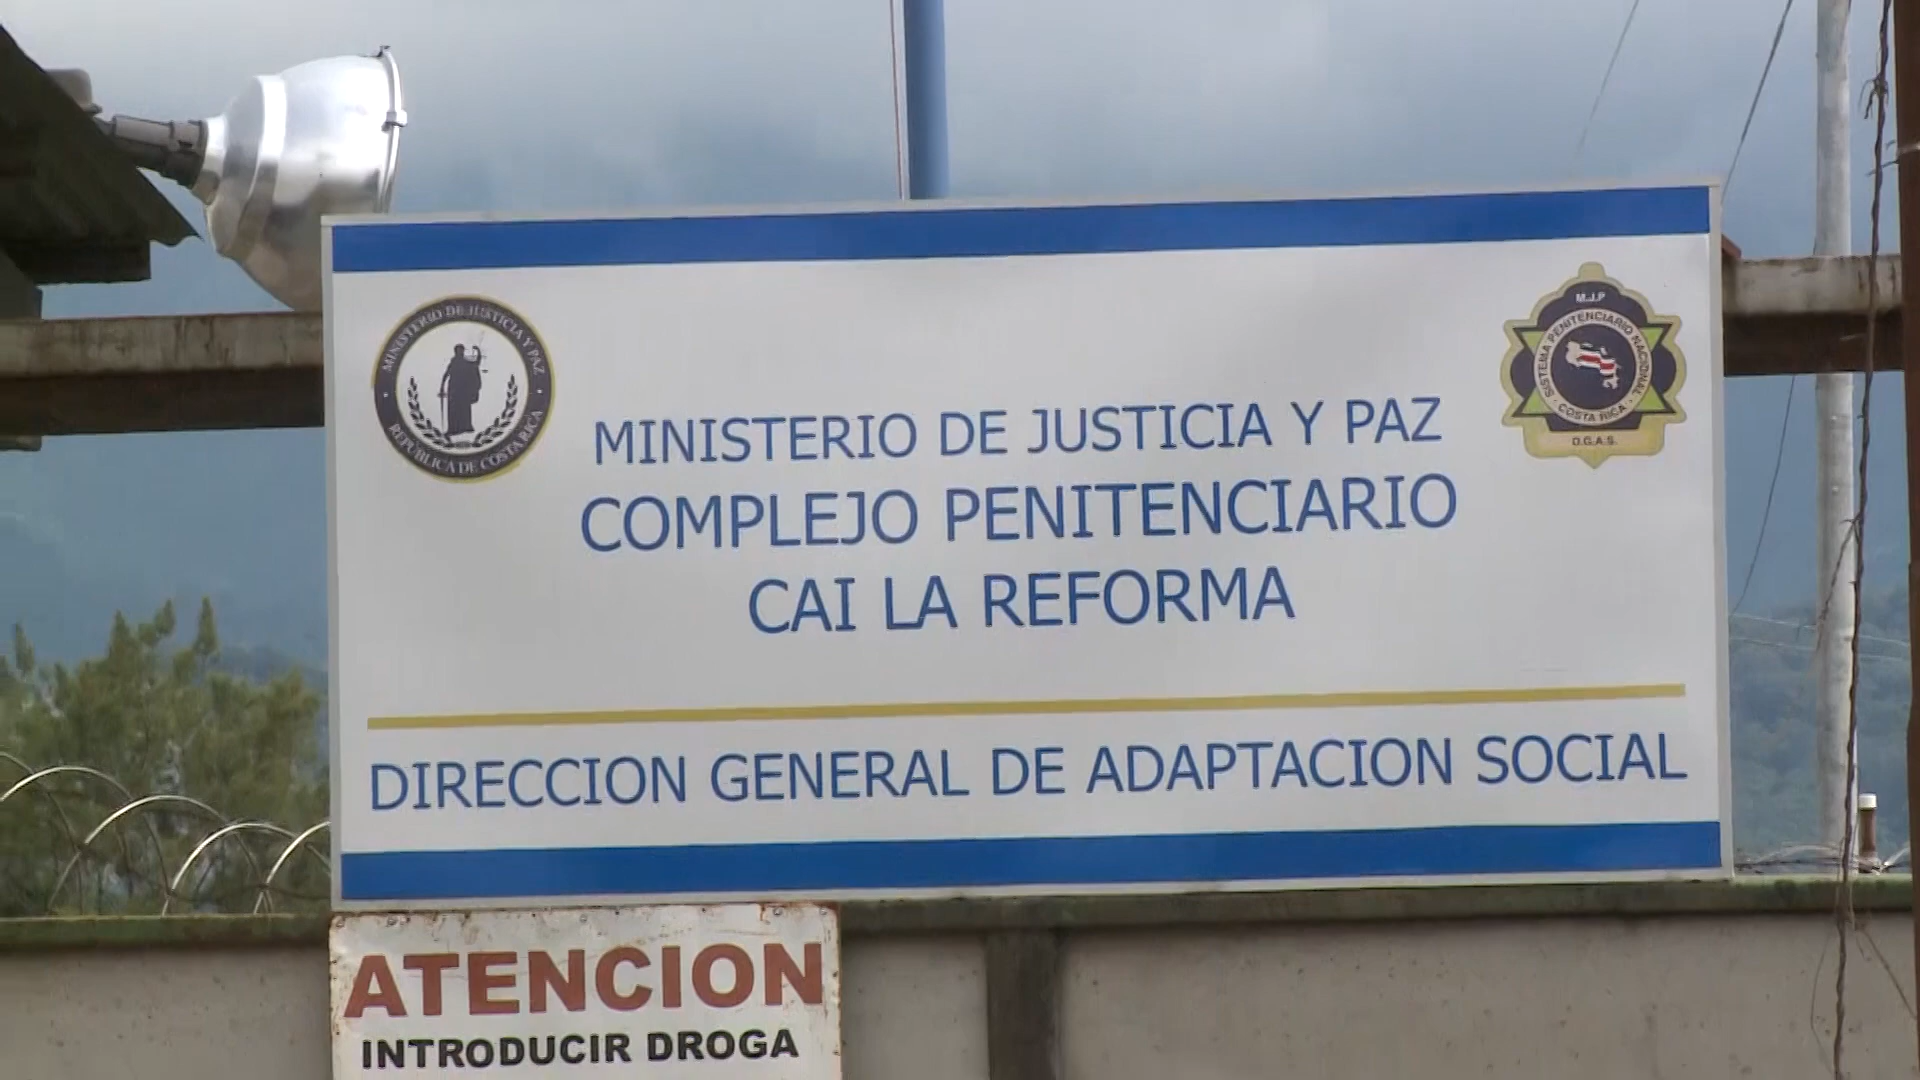 MINISTERIO DE JUSTICIA Y PAZ
REPUBLICA DE COSTA RICA
M.J.P
SISTEMA PENITENCIARIO NACIONAL
COSTA RICA
D.G.A.S.
MINISTERIO DE JUSTICIA Y PAZ
COMPLEJO PENITENCIARIO
CAI LA REFORMA
DIRECCION GENERAL DE ADAPTACION SOCIAL
ATENCION
INTRODUCIR DROGA